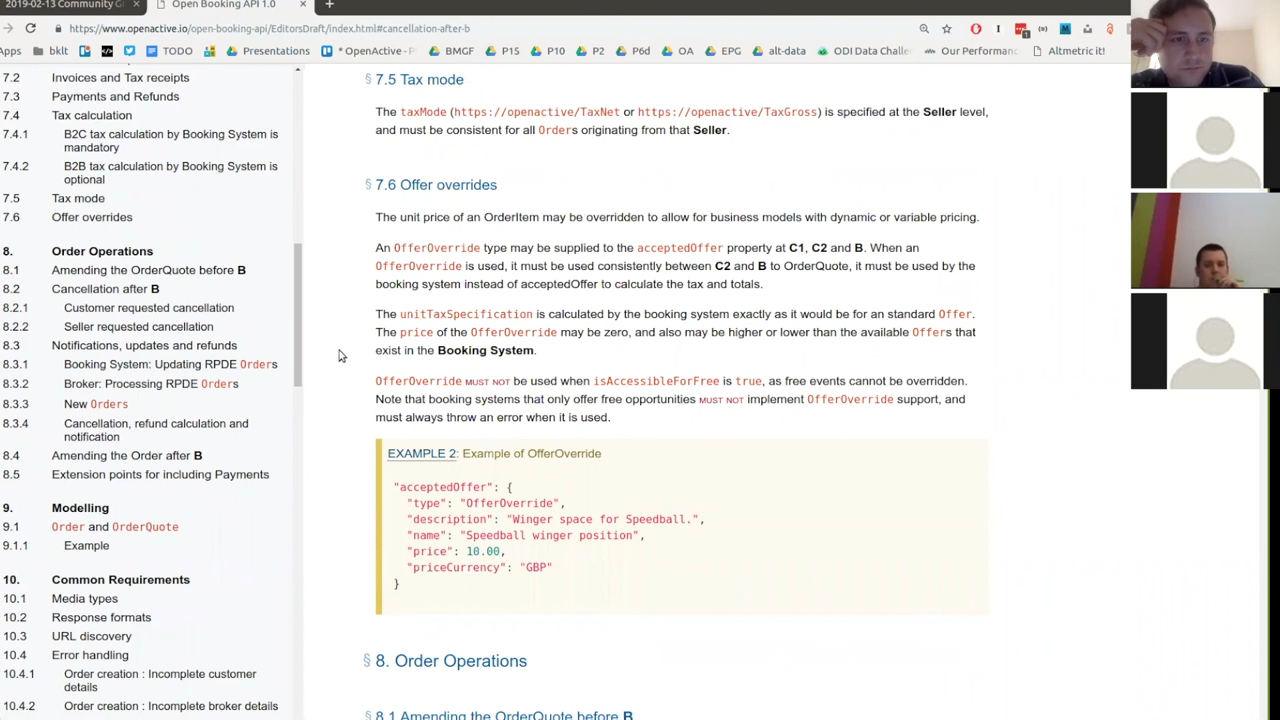 2019-02-13 Community G
Open Booking API 1.0
https://www.openactive.io/open-booking-api/EditorsDraft/index.html#cancellation-after-b
Apps bklt TODO Presentations * OpenActive - P BMGF P15 P10 P2 P6d OA EPG alt-data ODI Data Challe Our Performanc Altmetric it!
7.2 Invoices and Tax receipts
7.3 Payments and Refunds
7.4 Tax calculation
7.4.1 B2C tax calculation by Booking System is
mandatory
7.4.2 B2B tax calculation by Booking System is
optional
7.5 Tax mode
7.6 Offer overrides
8. Order Operations
8.1 Amending the OrderQuote before B
8.2 Cancellation after B
8.2.1 Customer requested cancellation
8.2.2 Seller requested cancellation
8.3 Notifications, updates and refunds
8.3.1 Booking System: Updating RPDE Orders
8.3.2 Broker: Processing RPDE Orders
8.3.3 New Orders
8.3.4 Cancellation, refund calculation and
notification
8.4 Amending the Order after B
8.5 Extension points for including Payments
9. Modelling
9.1 Order and OrderQuote
9.1.1 Example
10. Common Requirements
10.1 Media types
10.2 Response formats
10.3 URL discovery
10.4 Error handling
10.4.1 Order creation : Incomplete customer
details
10.4.2 Order creation : Incomplete broker details
§ 7.5 Tax mode
The taxMode (https://openactive/TaxNet or https://openactive/TaxGross) is specified at the Seller level,
and must be consistent for all Orders originating from that Seller.
§ 7.6 Offer overrides
The unit price of an OrderItem may be overridden to allow for business models with dynamic or variable pricing.
An OfferOverride type may be supplied to the acceptedOffer property at C1, C2 and B. When an
OfferOverride is used, it must be used consistently between C2 and B to OrderQuote, it must be used by the
booking system instead of acceptedOffer to calculate the tax and totals.
The unitTaxSpecification is calculated by the booking system exactly as it would be for an standard Offer.
The price of the OfferOverride may be zero, and also may be higher or lower than the available Offers that
exist in the Booking System.
OfferOverride MUST NOT be used when isAccessibleForFree is true, as free events cannot be overridden.
Note that booking systems that only offer free opportunities MUST NOT implement OfferOverride support, and
must always throw an error when it is used.
EXAMPLE 2: Example of OfferOverride
"acceptedOffer": {
"type": "OfferOverride",
"description": "Winger space for Speedball.",
"name": "Speedball winger position",
"price": 10.00,
"priceCurrency": "GBP"
}
§ 8. Order Operations
§ 8.1 Amending the OrderQuote before B